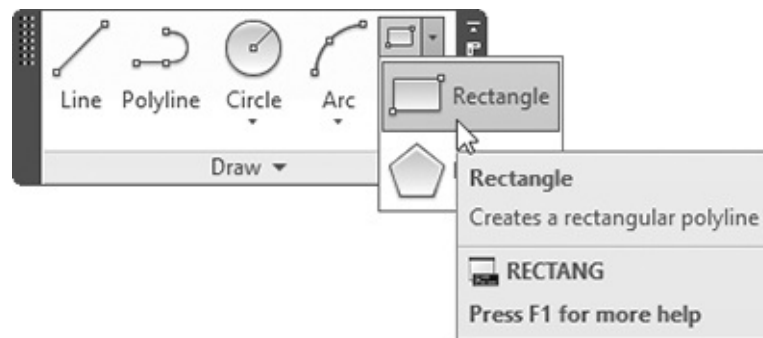 Line Polyline Circle Arc
Draw
Rectangle
Rectangle
Creates a rectangular polyline
RECTANG
Press F1 for more help